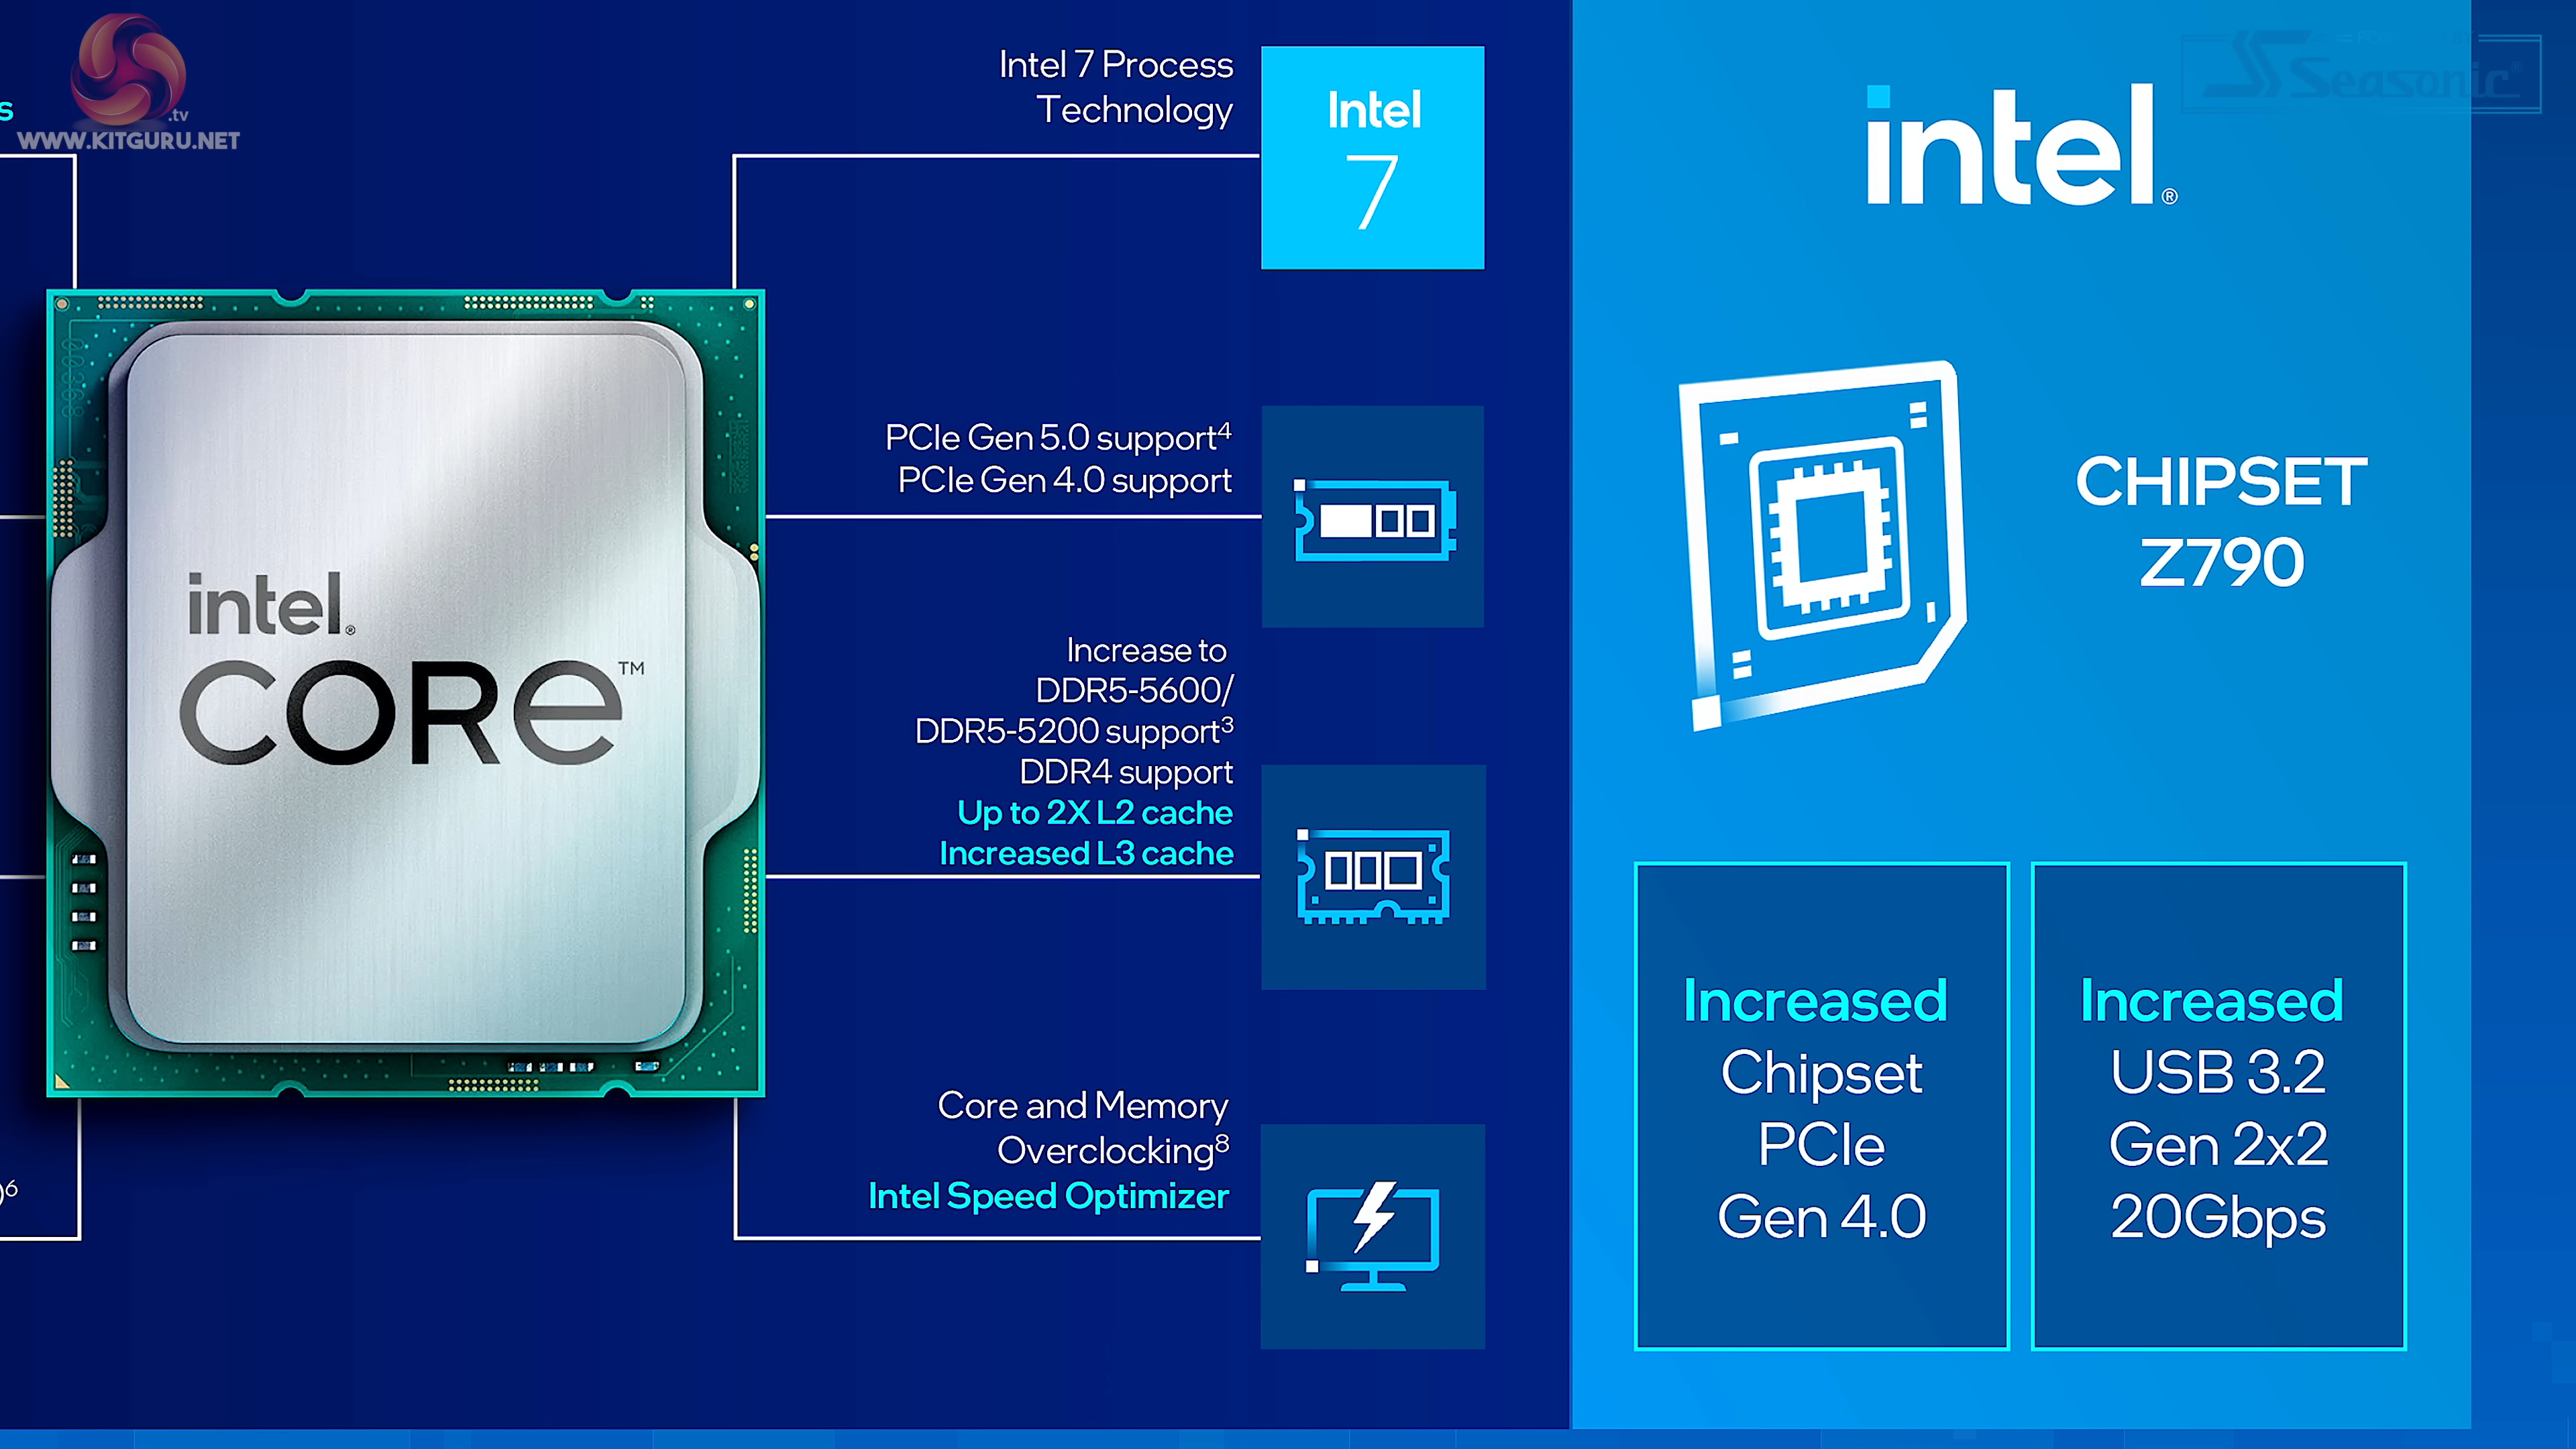 s
.tv
WWW.KITGURU.NET
Intel 7 Process
Technology
Intel
7
PCIe Gen 5.0 support⁴
PCIe Gen 4.0 support
Increase to
DDR5-5600/
DDR5-5200 support³
DDR4 support
Up to 2X L2 cache
Increased L3 cache
Core and Memory
Overclocking⁸
Intel Speed Optimizer
)⁶
intel®
CORE™
intel®
CHIPSET
Z790
Increased
Chipset
PCIe
Gen 4.0
Increased
USB 3.2
Gen 2x2
20Gbps
Seasonic®